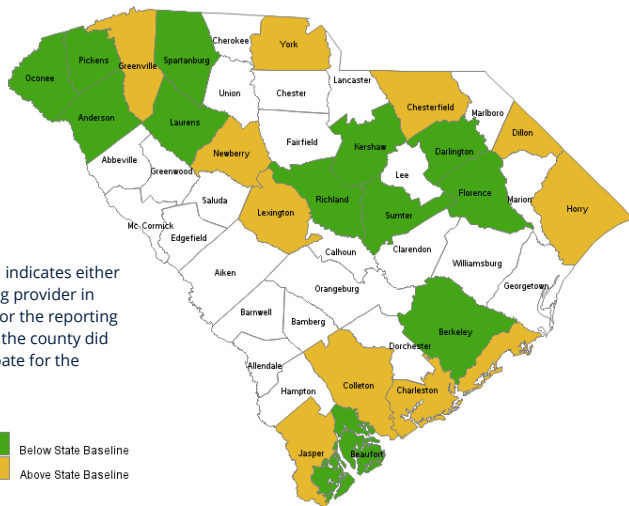 Cherokee
York
Pickens
Spartanburg
Greenville
Oconee
Lancaster
Union
Chester
Chesterfield
Anderson
Marlboro
Laurens
Dillon
Fairfield
Kershaw
Darlington
Newberry
Abbeville
Greenwood
Lee
Florence
Richland
Marion
Saluda
Horry
Lexington
Sumter
Mc Cormick
Edgefield
Calhoun
Clarendon
Williamsburg
Aiken
Georgetown
Orangeburg
Barnwell
Bamberg
Berkeley
Dorchester
Allendale
Colleton
Charleston
Hampton
Jasper
Beaufort
indicates either
g provider in
or the reporting
the county did
pate for the
Below State Baseline
Above State Baseline